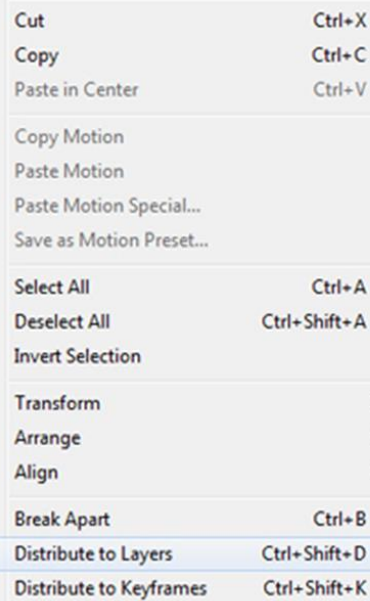 Cut Ctrl+X
Copy Ctrl+C
Paste in Center Ctrl+V
Copy Motion
Paste Motion
Paste Motion Special...
Save as Motion Preset...
Select All Ctrl+A
Deselect All Ctrl+Shift+A
Invert Selection
Transform
Arrange
Align
Break Apart Ctrl+B
Distribute to Layers Ctrl+Shift+D
Distribute to Keyframes Ctrl+Shift+K